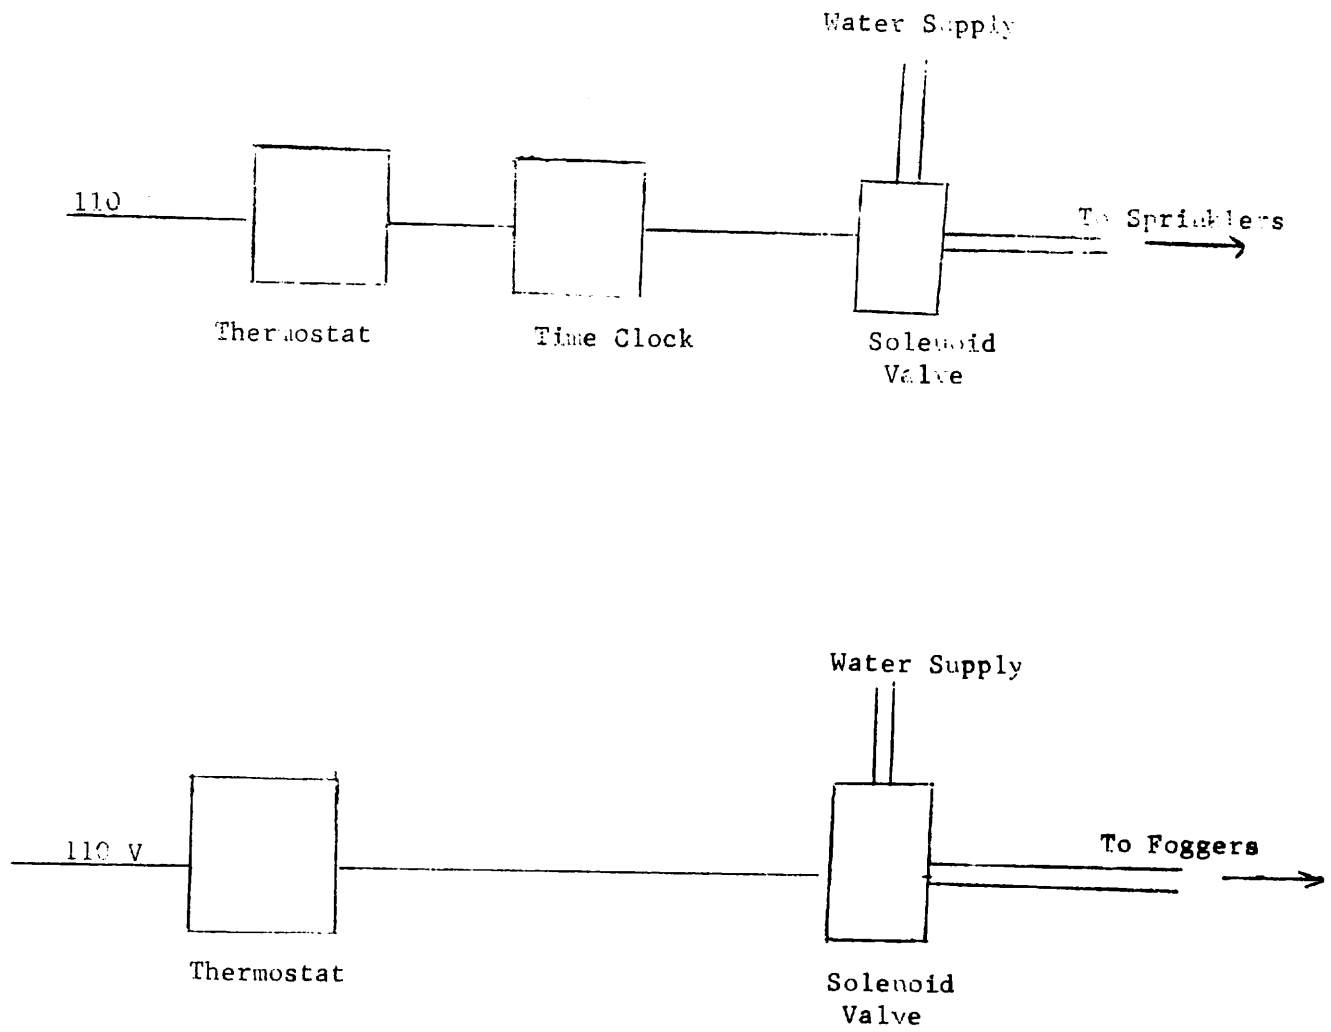 Water Supply
110
To Sprinklers
Thermostat
Time Clock
Solenoid
Valve
Water Supply
110 V
To Foggers
Thermostat
Solenoid
Valve